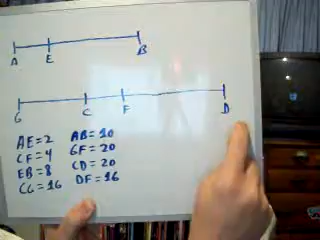 A E B
G C F D
AE=2 AB=10
CF=4 GF=20
EB=8 CD=20
CG=16 DF=16